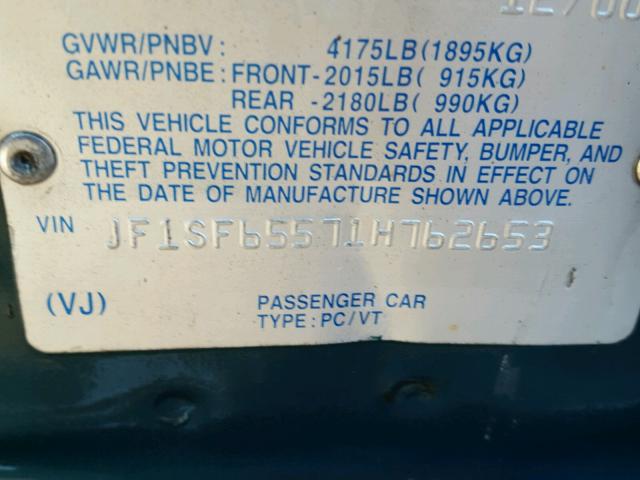 12/00
GVWR/PNBV: 4175LB(1895KG)
GAWR/PNBE: FRONT-2015LB( 915KG)
REAR -2180LB( 990KG)
THIS VEHICLE CONFORMS TO ALL APPLICABLE
FEDERAL MOTOR VEHICLE SAFETY, BUMPER, AND
THEFT PREVENTION STANDARDS IN EFFECT ON
THE DATE OF MANUFACTURE SHOWN ABOVE.
VIN JF1SF65571H762653
(VJ) PASSENGER CAR
TYPE: PC/VT